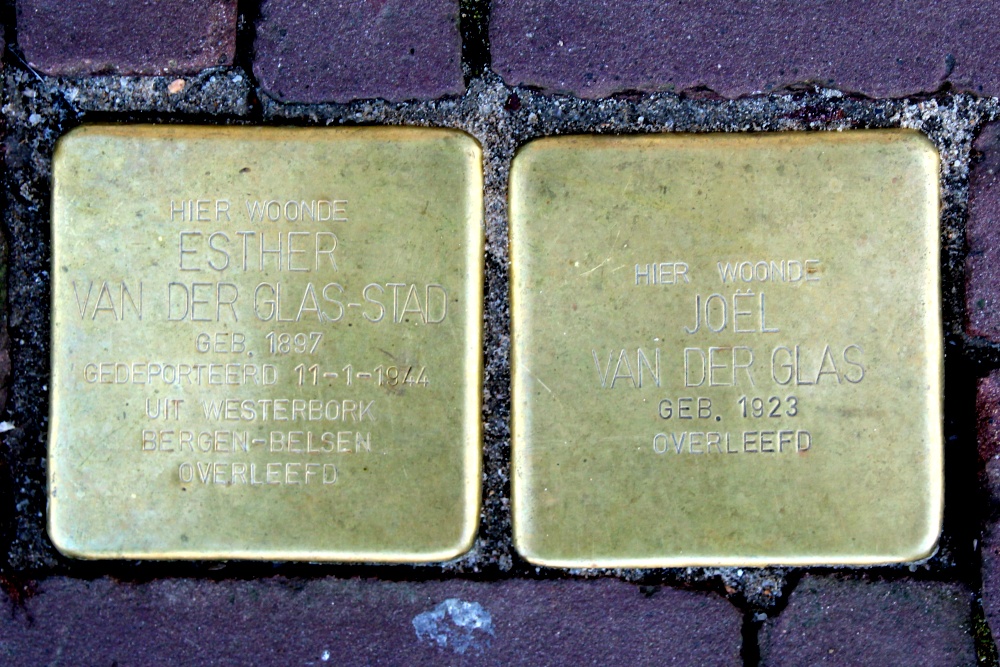 HIER WOONDE
ESTHER
VAN DER GLAS-STAD
GEB. 1897
GEDEPORTEERD 11-1-1944
UIT WESTERBORK
BERGEN-BELSEN
OVERLEEFD
HIER WOONDE
JOËL
VAN DER GLAS
GEB. 1923
OVERLEEFD